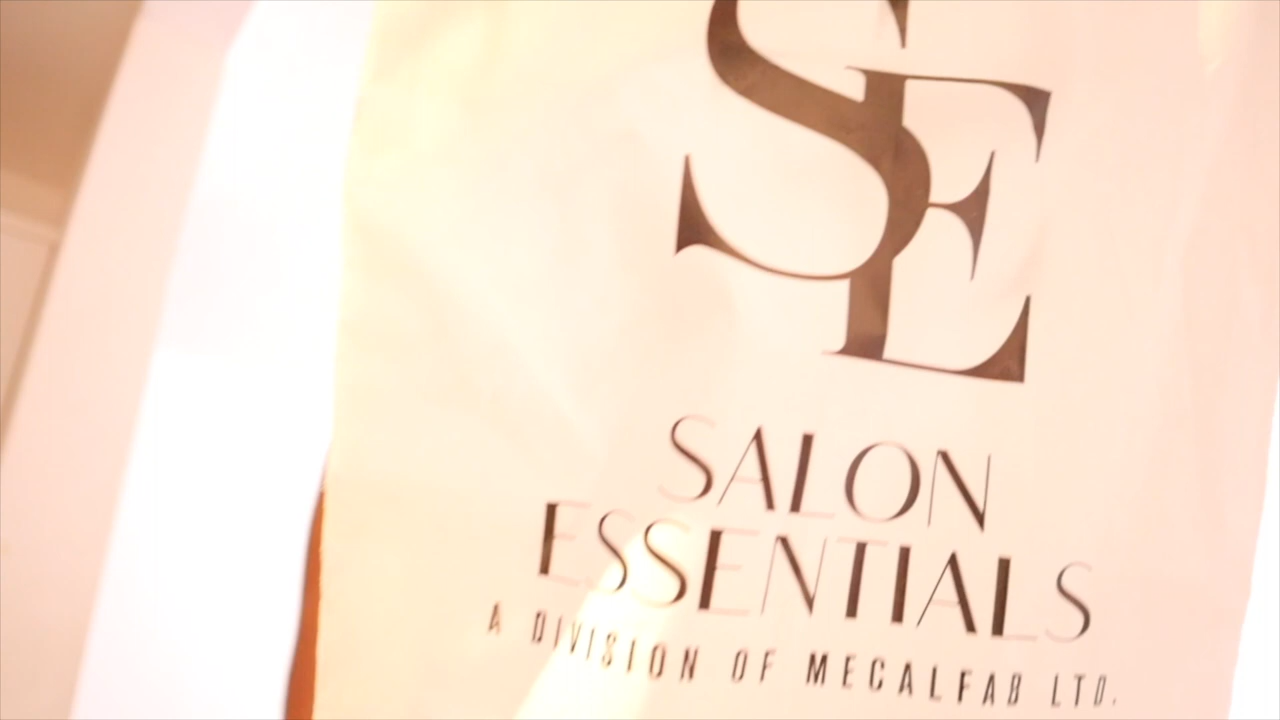 SE
SALON
ESSENTIALS
A DIVISION OF MECALFAB LTD.